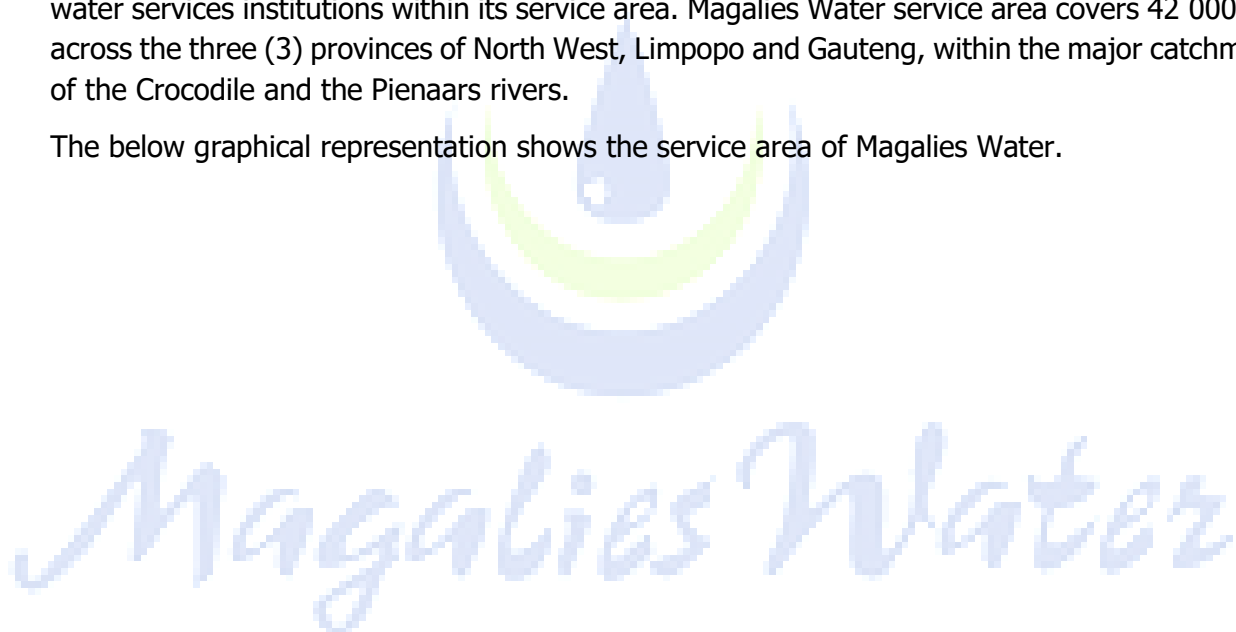 water services institutions within its service area. Magalies Water service area covers 42 000
across the three (3) provinces of North West, Limpopo and Gauteng, within the major catchm
of the Crocodile and the Pienaars rivers.
The below graphical representation shows the service area of Magalies Water.
Magalies Water